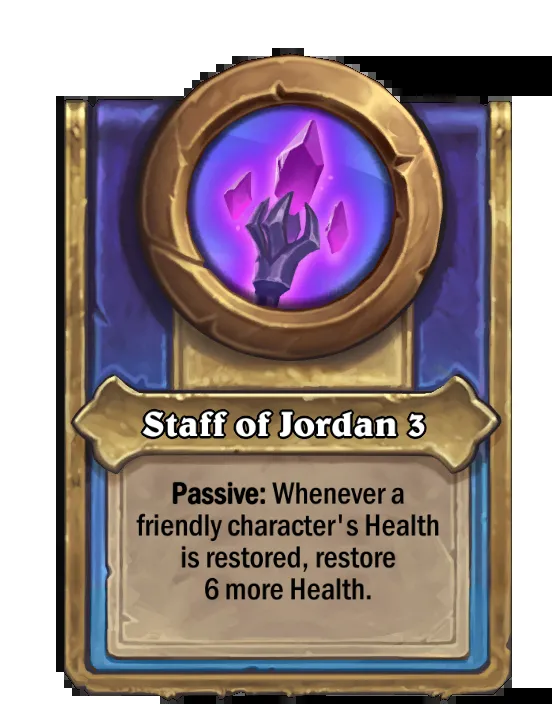 Staff of Jordan 3
Passive: Whenever a
friendly character's Health
is restored, restore
6 more Health.